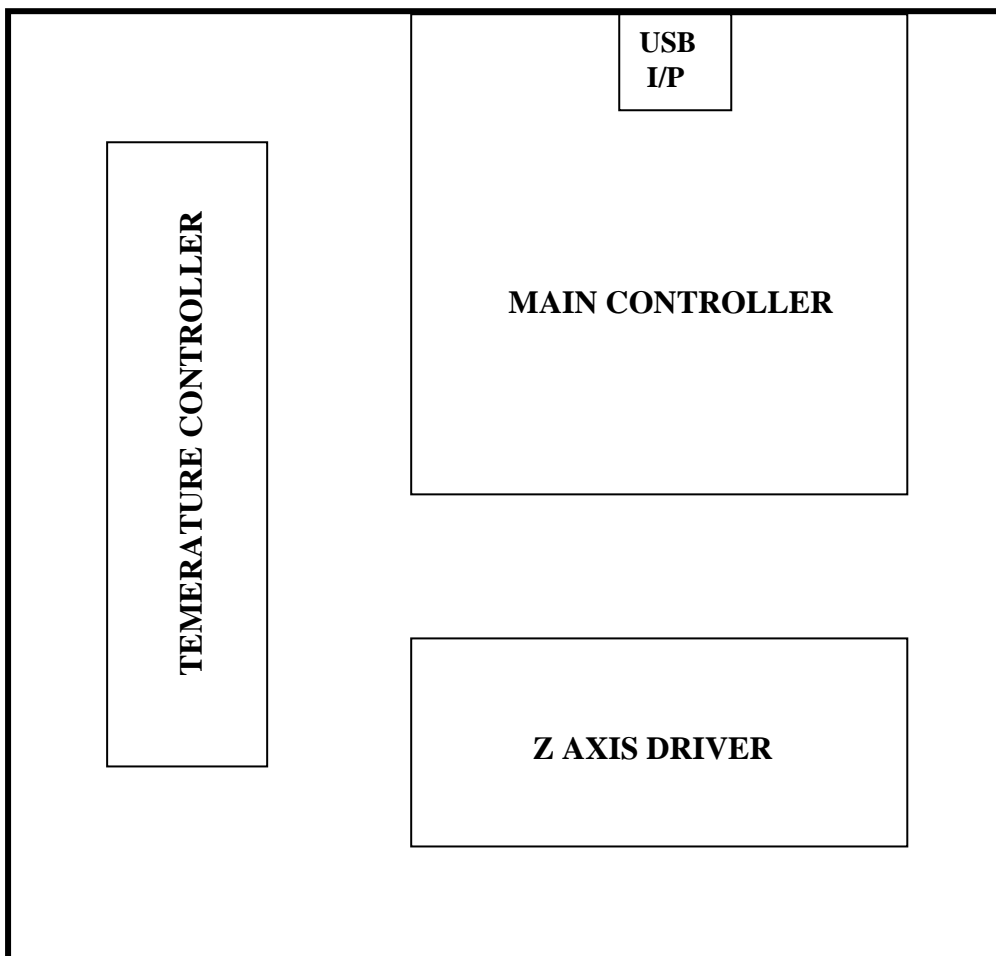 USB
I/P
TEMERATURE CONTROLLER
MAIN CONTROLLER
Z AXIS DRIVER